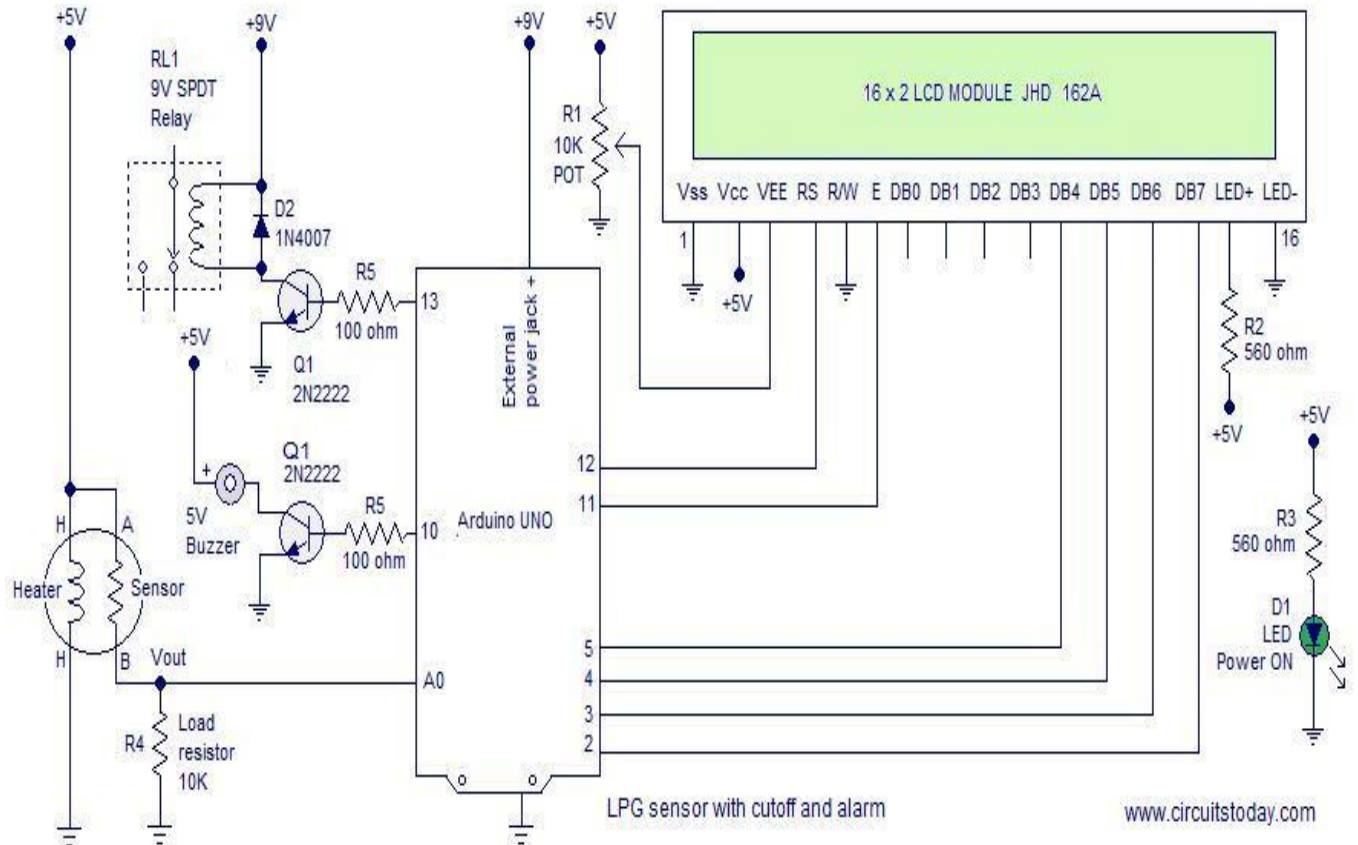 +5V
+9V
+9V
+5V
RL1
9V SPDT
Relay
R1
10K
POT
16 x 2 LCD MODULE JHD 162A
Vss Vcc VEE RS R/W E DB0 DB1 DB2 DB3 DB4 DB5 DB6 DB7 LED+ LED-
1
16
+5V
D2
1N4007
R5
100 ohm
13
Q1
2N2222
External
power jack +
R2
560 ohm
+5V
+5V
+5V
Q1
2N2222
+
5V
Buzzer
R5
100 ohm
10
Arduino UNO
12
11
R3
560 ohm
D1
LED
Power ON
H
A
Heater
Sensor
H
B
Vout
A0
5
4
3
2
R4
Load
resistor
10K
LPG sensor with cutoff and alarm
www.circuitstoday.com